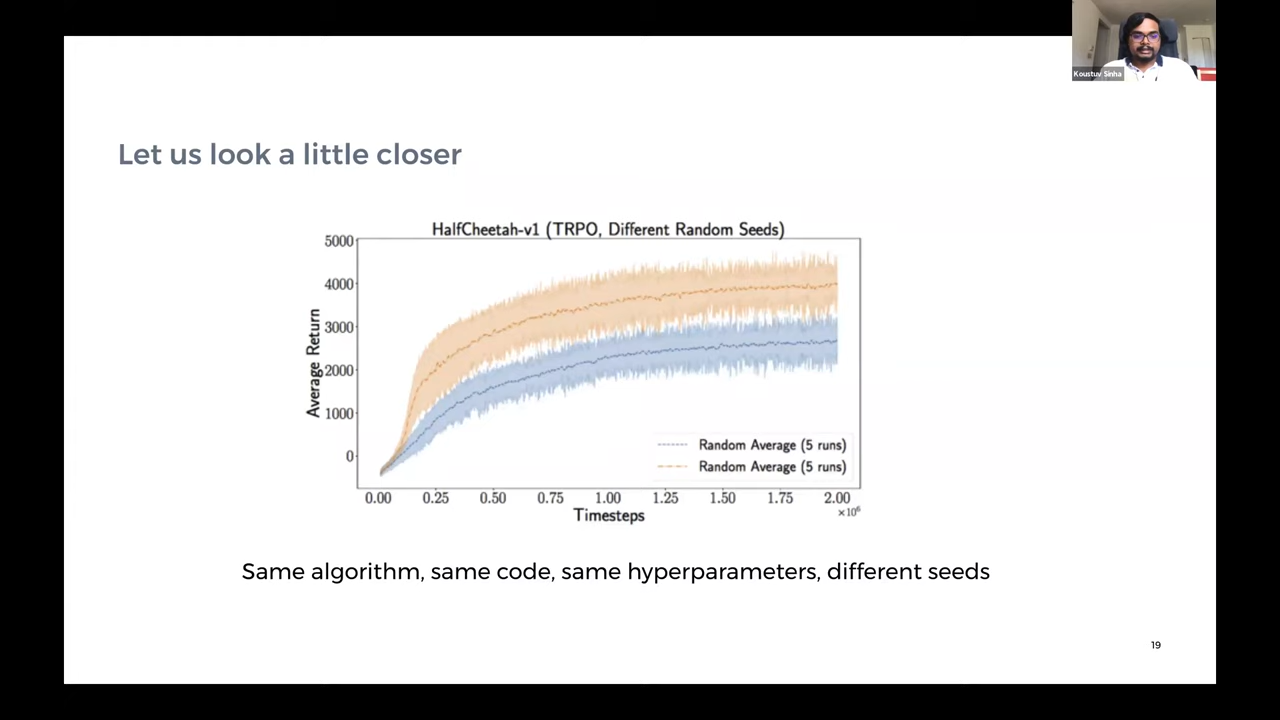 Koustuv Sinha
Let us look a little closer
HalfCheetah-v1 (TRPO, Different Random Seeds)
5000
4000
3000
2000
1000
0
Average Return
Random Average (5 runs)
Random Average (5 runs)
0.00 0.25 0.50 0.75 1.00 1.25 1.50 1.75 2.00
×10⁶
Timesteps
Same algorithm, same code, same hyperparameters, different seeds
19